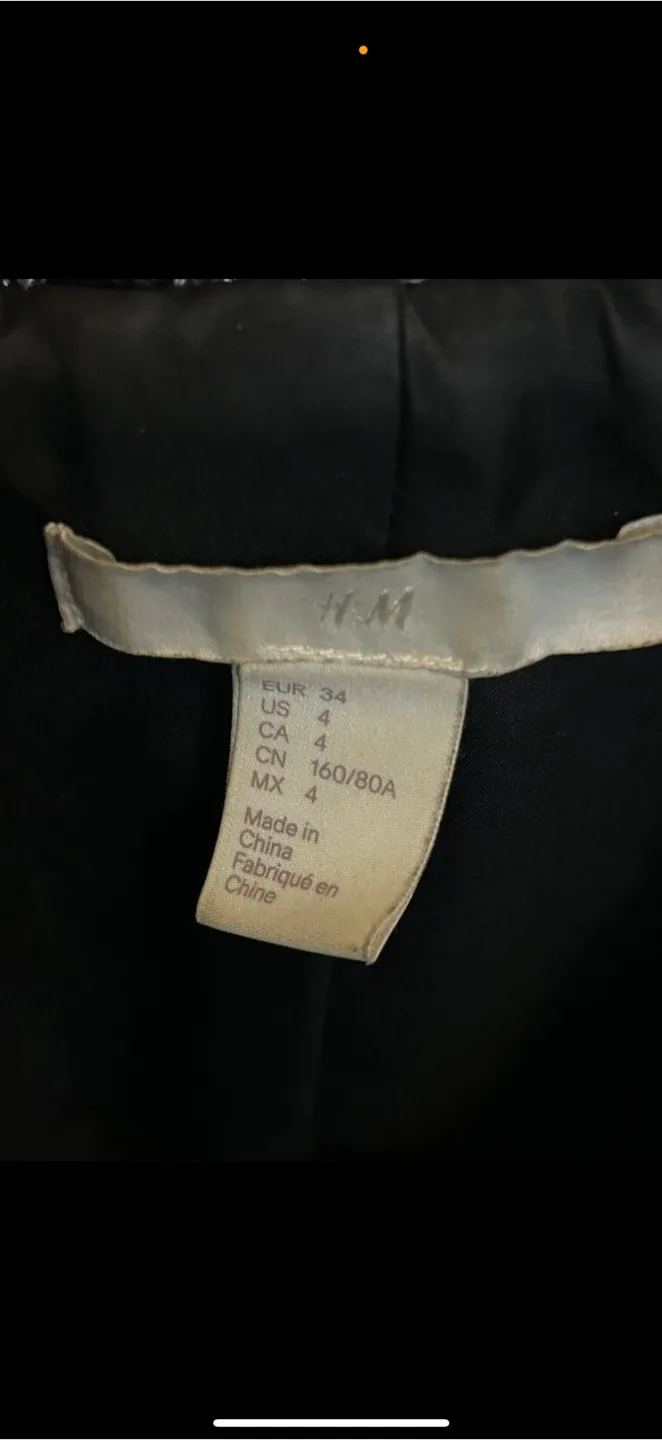 H&M
EUR 34
US 4
CA 4
CN 160/80A
MX 4
Made in
China
Fabriqué en
Chine